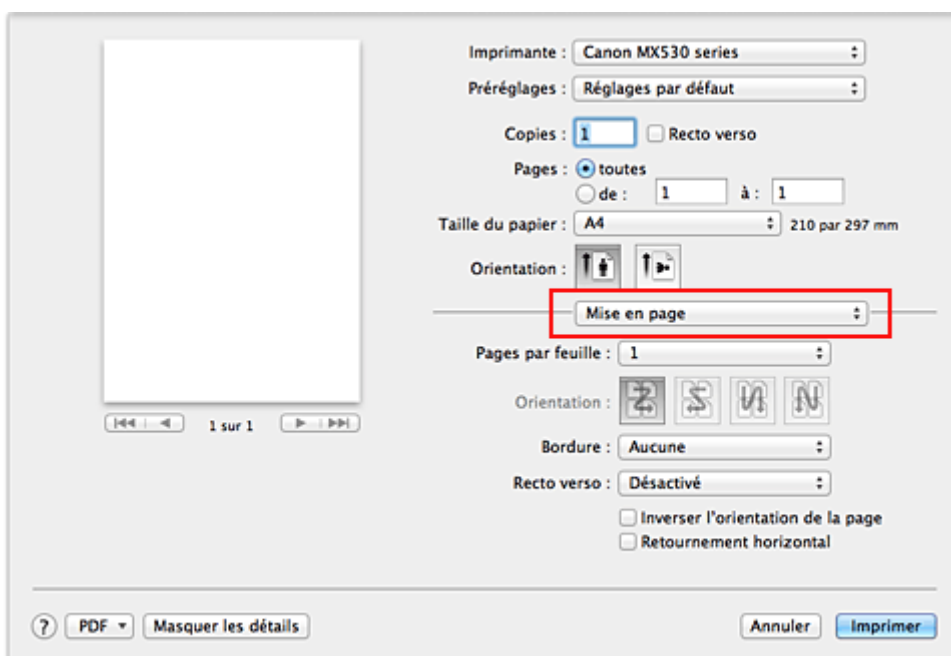 Imprimante : Canon MX530 series
Préréglages : Réglages par défaut
Copies : 1 Recto verso
Pages : toutes
de : 1 à : 1
Taille du papier : A4 210 par 297 mm
Orientation :
Mise en page
Pages par feuille : 1
Orientation :
1 sur 1
Bordure : Aucune
Recto verso : Désactivé
Inverser l'orientation de la page
Retournement horizontal
? PDF Masquer les détails Annuler Imprimer